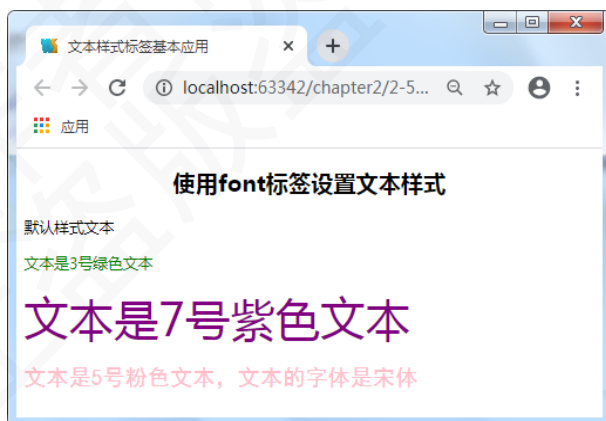 文本样式标签基本应用
localhost:63342/chapter2/2-5...
应用
使用font标签设置文本样式
默认样式文本
文本是3号绿色文本
文本是7号紫色文本
文本是5号粉色文本，文本的字体是宋体